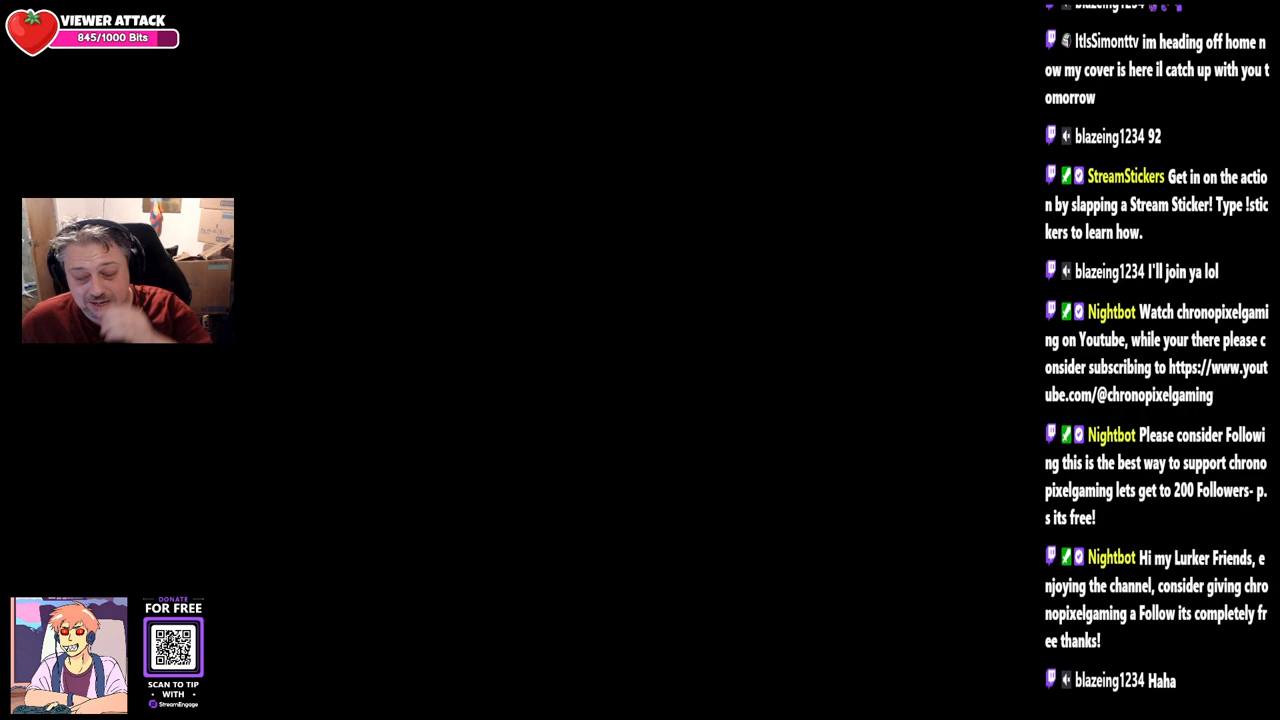 VIEWER ATTACK
845/1000 Bits
ItIsSimonttv im heading off home n
ow my cover is here il catch up with you t
omorrow
blazeing1234 92
StreamStickers Get in on the actio
n by slapping a Stream Sticker! Type !stic
kers to learn how.
blazeing1234 I'll join ya lol
Nightbot Watch chronopixelgami
ng on Youtube, while your there please c
onsider subscribing to https://www.yout
ube.com/@chronopixelgaming
Nightbot Please consider Followi
ng this is the best way to support chrono
pixelgaming lets get to 200 Followers- p.
s its free!
Nightbot Hi my Lurker Friends, e
njoying the channel, consider giving chro
nopixelgaming a Follow its completely fr
ee thanks!
blazeing1234 Haha
DONATE
FOR FREE
SCAN TO TIP
• WITH •
StreamEngage